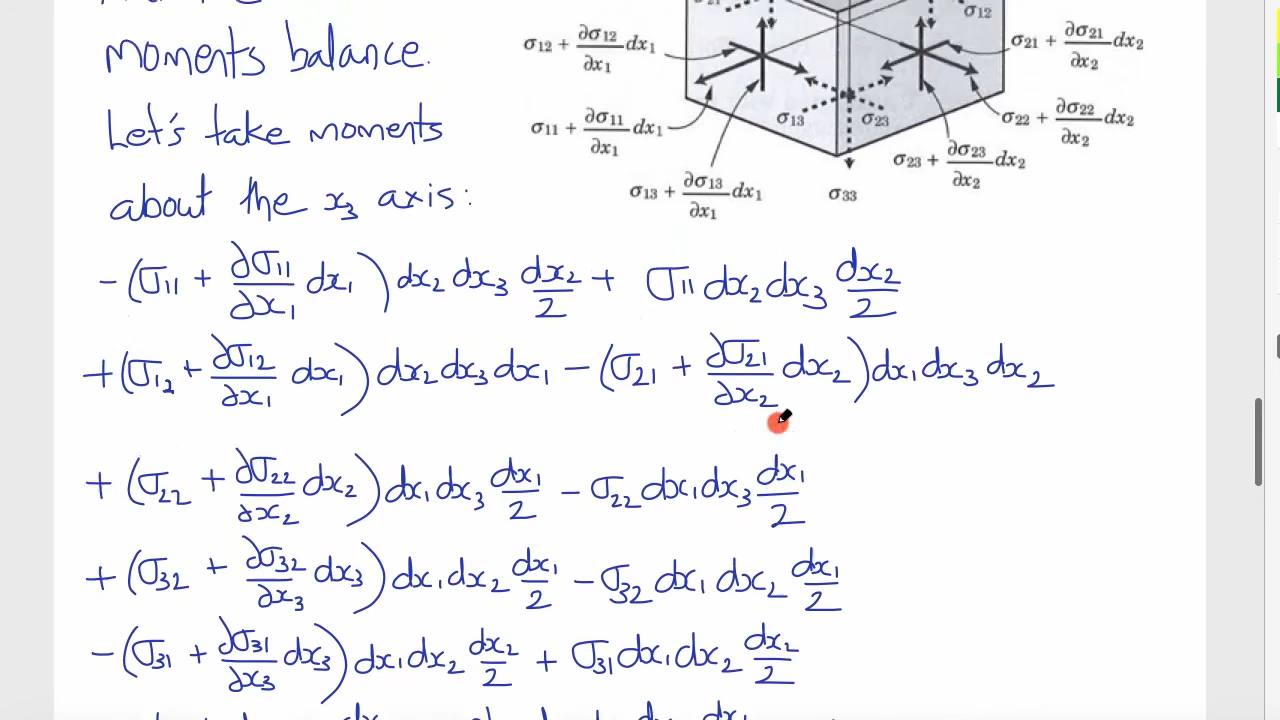 moments balance.
Let's take moments
about the x₃ axis:
σ12
σ12 + ∂σ12/∂x1 dx1
σ21 + ∂σ21/∂x2 dx2
σ11 + ∂σ11/∂x1 dx1
σ13
σ23
σ22 + ∂σ22/∂x2 dx2
σ13 + ∂σ13/∂x1 dx1
σ33
σ23 + ∂σ23/∂x2 dx2
-(σ11 + ∂σ11/∂x1 dx1) dx2 dx3 dx2/2 + σ11 dx2 dx3 dx2/2
+(σ12 + ∂σ12/∂x1 dx1) dx2 dx3 dx1 - (σ21 + ∂σ21/∂x2 dx2) dx1 dx3 dx2
+(σ22 + ∂σ22/∂x2 dx2) dx1 dx3 dx1/2 - σ22 dx1 dx3 dx1/2
+(σ32 + ∂σ32/∂x3 dx3) dx1 dx2 dx1/2 - σ32 dx1 dx2 dx1/2
-(σ31 + ∂σ31/∂x3 dx3) dx1 dx2 dx2/2 + σ31 dx1 dx2 dx2/2